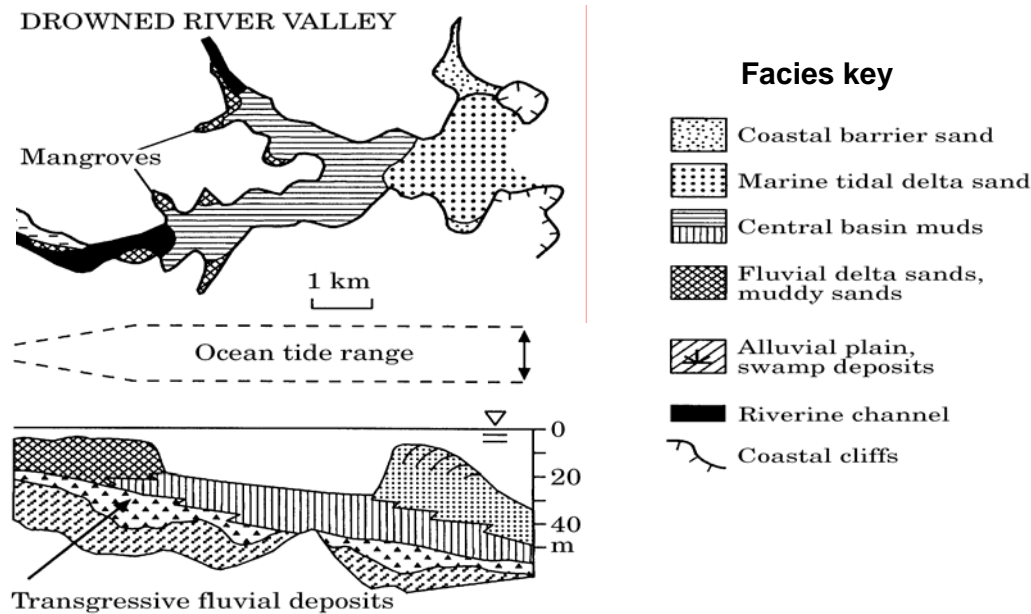 DROWNED RIVER VALLEY
Mangroves
1 km
Ocean tide range
0
20
40
m
Transgressive fluvial deposits
Facies key
Coastal barrier sand
Marine tidal delta sand
Central basin muds
Fluvial delta sands,
muddy sands
Alluvial plain,
swamp deposits
Riverine channel
Coastal cliffs